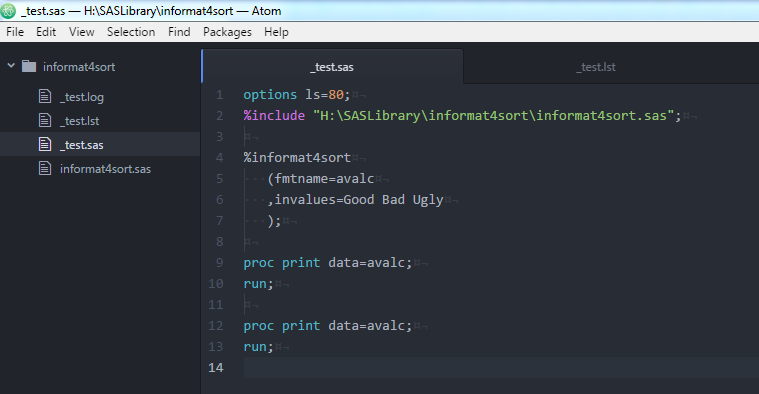 _test.sas — H:\SASLibrary\informat4sort — Atom
File Edit View Selection Find Packages Help
informat4sort
_test.log
_test.lst
_test.sas
informat4sort.sas
_test.sas
_test.lst
1 options ls=80;¤¬
2 %include "H:\SASLibrary\informat4sort\informat4sort.sas";¤¬
3 ¤¬
4 %informat4sort¤¬
5 ···(fmtname=avalc¤¬
6 ···,invalues=Good Bad Ugly¤¬
7 ···);¤¬
8 ¤¬
9 proc print data=avalc;¤¬
10 run;¤¬
11 ¤¬
12 proc print data=avalc;¤¬
13 run;¤¬
14